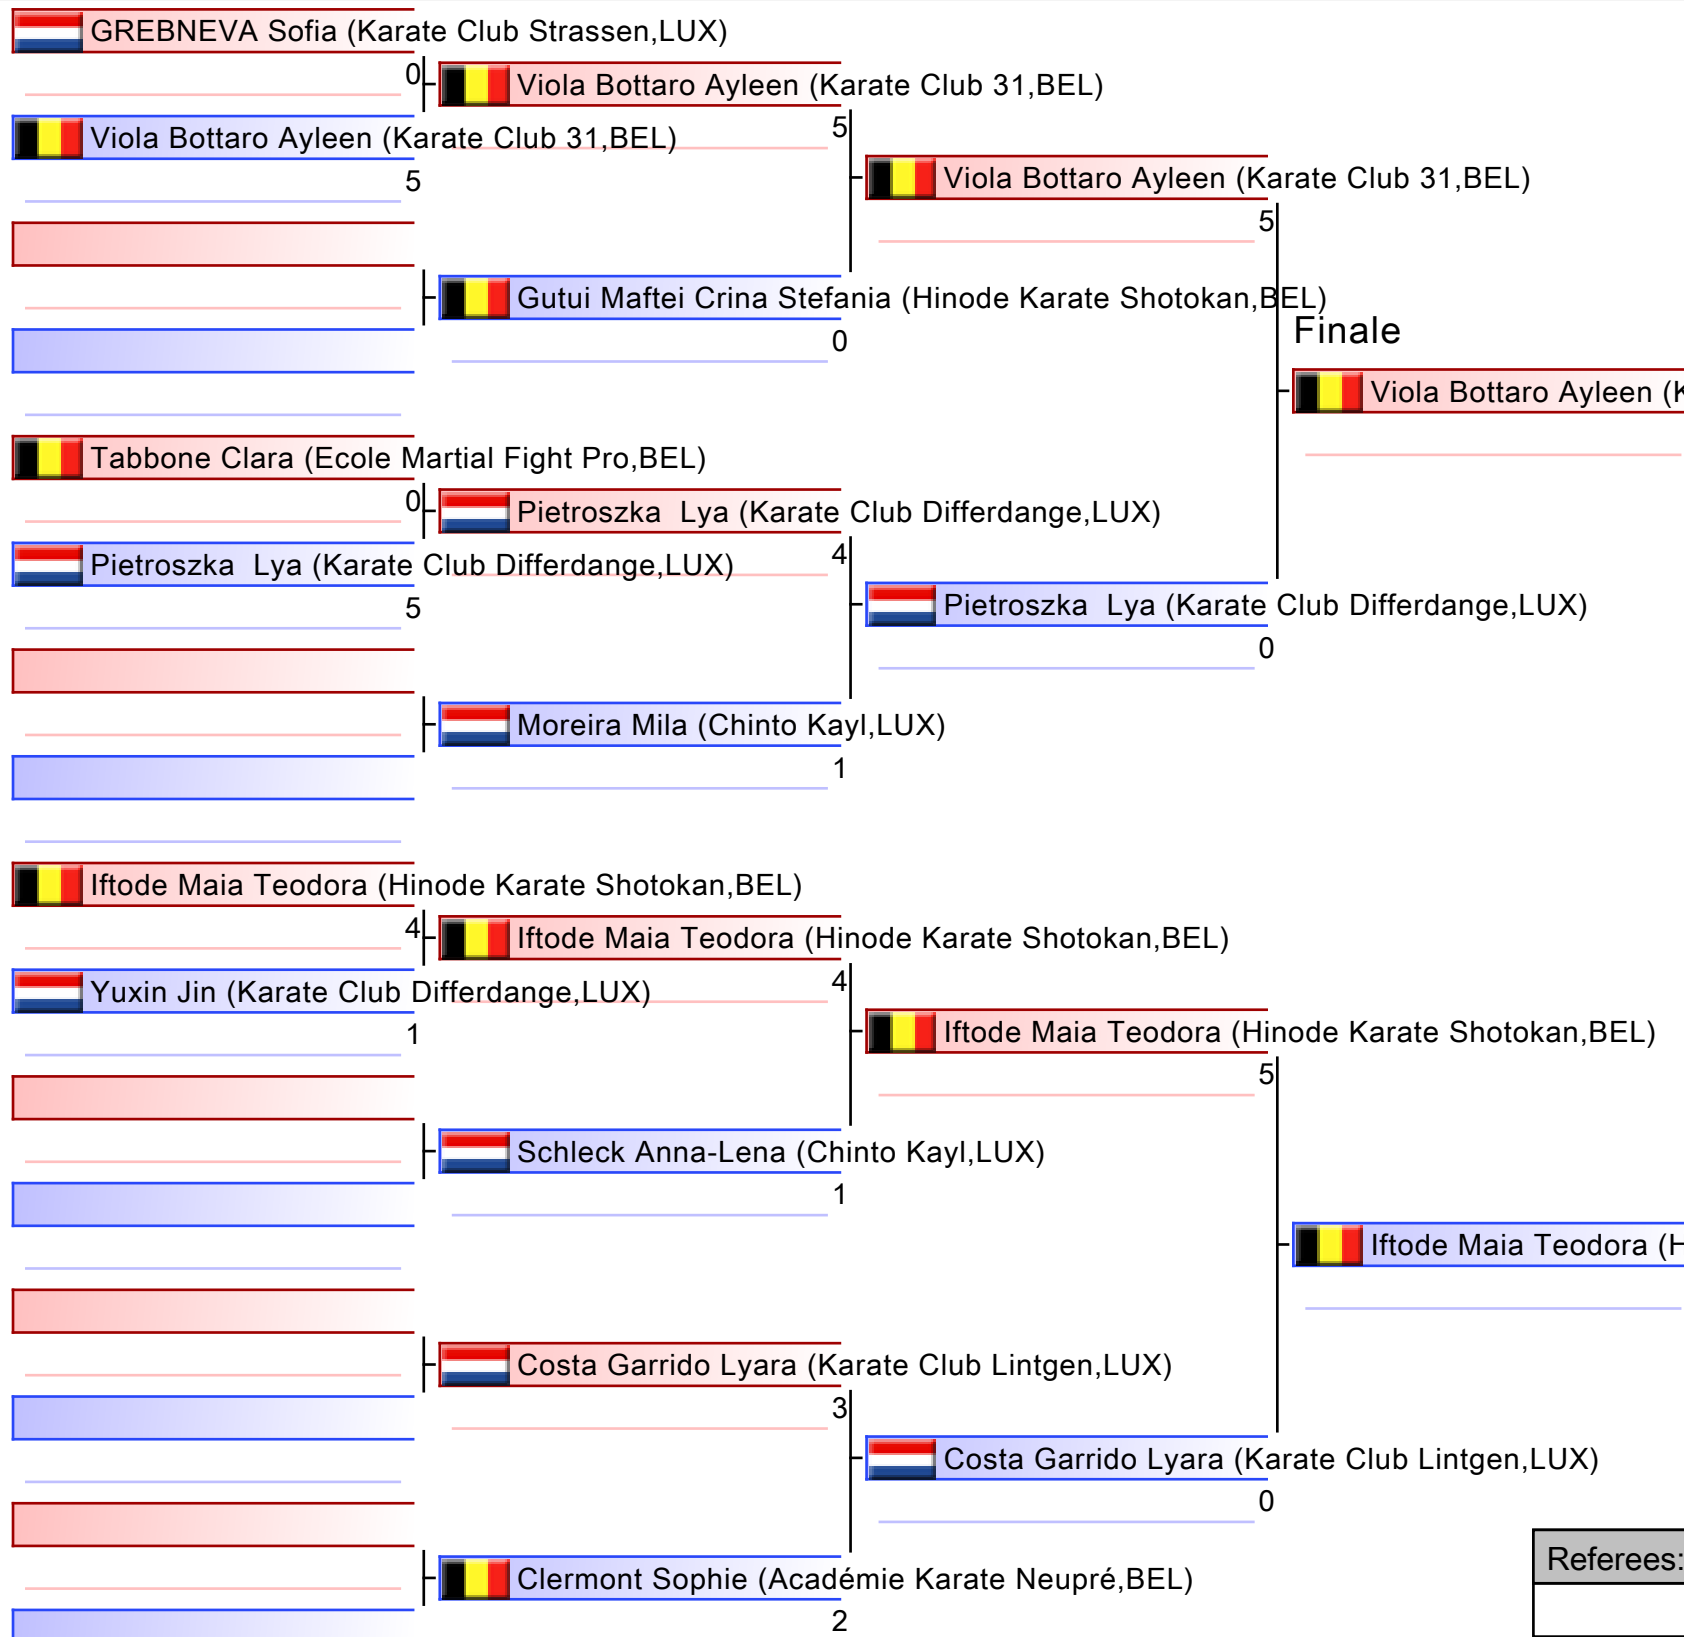 GREBNEVA Sofia (Karate Club Strassen,LUX)
0
Viola Bottaro Ayleen (Karate Club 31,BEL)
5
Tabbone Clara (Ecole Martial Fight Pro,BEL)
0
Pietroszka  Lya (Karate Club Differdange,LUX)
5
Iftode Maia Teodora (Hinode Karate Shotokan,BEL)
4
Yuxin Jin (Karate Club Differdange,LUX)
1
Viola Bottaro Ayleen (Karate Club 31,BEL)
5
Gutui Maftei Crina Stefania (Hinode Karate Shotokan,BEL)
0
Pietroszka  Lya (Karate Club Differdange,LUX)
4
Moreira Mila (Chinto Kayl,LUX)
1
Iftode Maia Teodora (Hinode Karate Shotokan,BEL)
4
Schleck Anna-Lena (Chinto Kayl,LUX)
1
Costa Garrido Lyara (Karate Club Lintgen,LUX)
3
Clermont Sophie (Académie Karate Neupré,BEL)
2
Viola Bottaro Ayleen (Karate Club 31,BEL)
5
Pietroszka  Lya (Karate Club Differdange,LUX)
0
Iftode Maia Teodora (Hinode Karate Shotokan,BEL)
5
Costa Garrido Lyara (Karate Club Lintgen,LUX)
0
Finale
Viola Bottaro Ayleen (K
Iftode Maia Teodora (H
Referees: